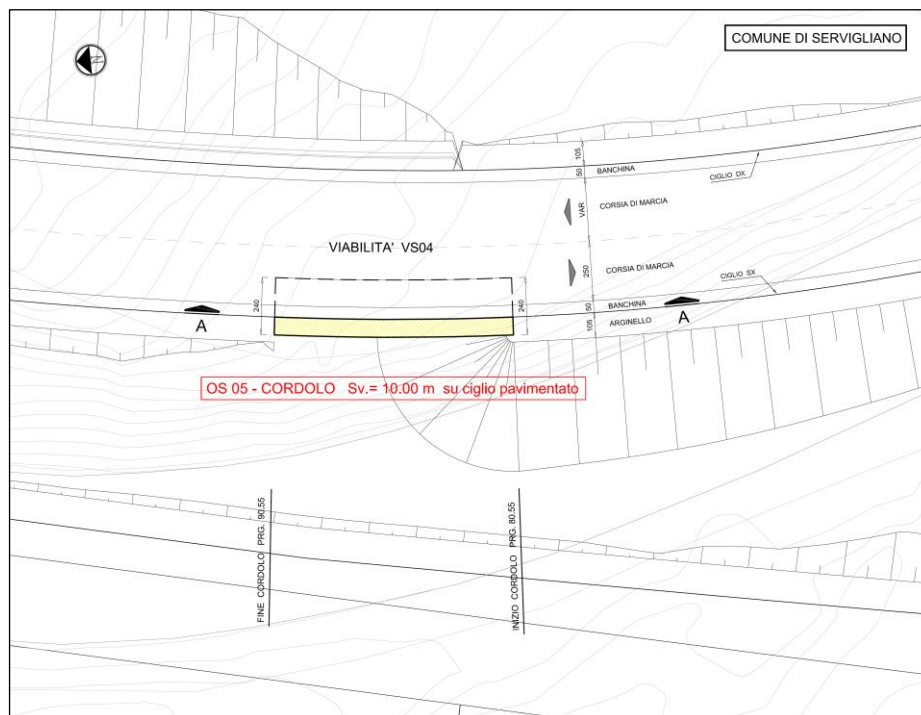 COMUNE DI SERVIGLIANO
N
105
50
BANCHINA
CIGLIO DX
VAR
CORSIA DI MARCIA
VIABILITA' VS04
250
CORSIA DI MARCIA
CIGLIO SX
240
240
50
BANCHINA
A
105
ARGINELLO
A
OS 05 - CORDOLO Sv.= 10.00 m su ciglio pavimentato
FINE CORDOLO PRG. 90.55
INIZIO CORDOLO PRG. 80.55